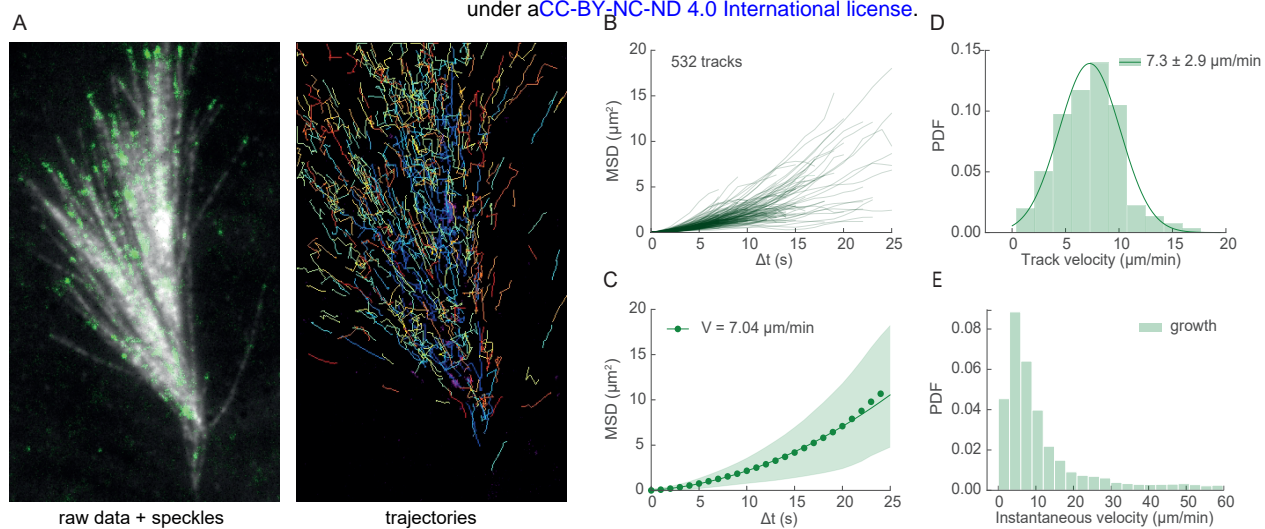 under aCC-BY-NC-ND 4.0 International license.
A
raw data + speckles
trajectories
B
20
15
10
5
0
MSD (µm²)
532 tracks
0 5 10 15 20 25
Δt (s)
C
20
15
10
5
0
MSD (µm²)
V = 7.04 µm/min
0 5 10 15 20 25
Δt (s)
D
0.15
0.10
0.05
0.00
PDF
7.3 ± 2.9 µm/min
0 5 10 15 20
Track velocity (µm/min)
E
0.08
0.06
0.04
0.02
0.00
PDF
growth
0 10 20 30 40 50 60
Instantaneous velocity (µm/min)